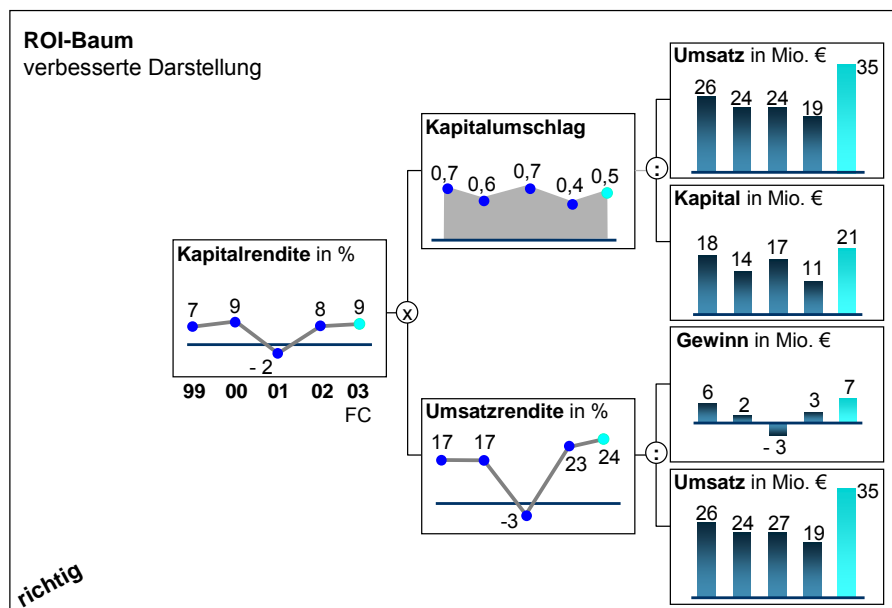 ROI-Baum
verbesserte Darstellung
Umsatz in Mio. €
26 24 24 19 35
Kapitalumschlag
0,7 0,6 0,7 0,4 0,5
:
Kapital in Mio. €
18 14 17 11 21
Kapitalrendite in %
7 9 - 2 8 9
99 00 01 02 03
FC
x
Gewinn in Mio. €
6 2 - 3 3 7
Umsatzrendite in %
17 17 -3 23 24
:
Umsatz in Mio. €
26 24 27 19 35
richtig